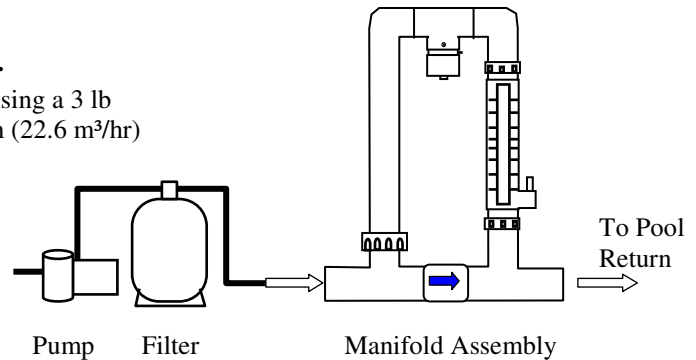 .
sing a 3 lb
(22.6 m³/hr)
To Pool
Return
Pump Filter Manifold Assembly